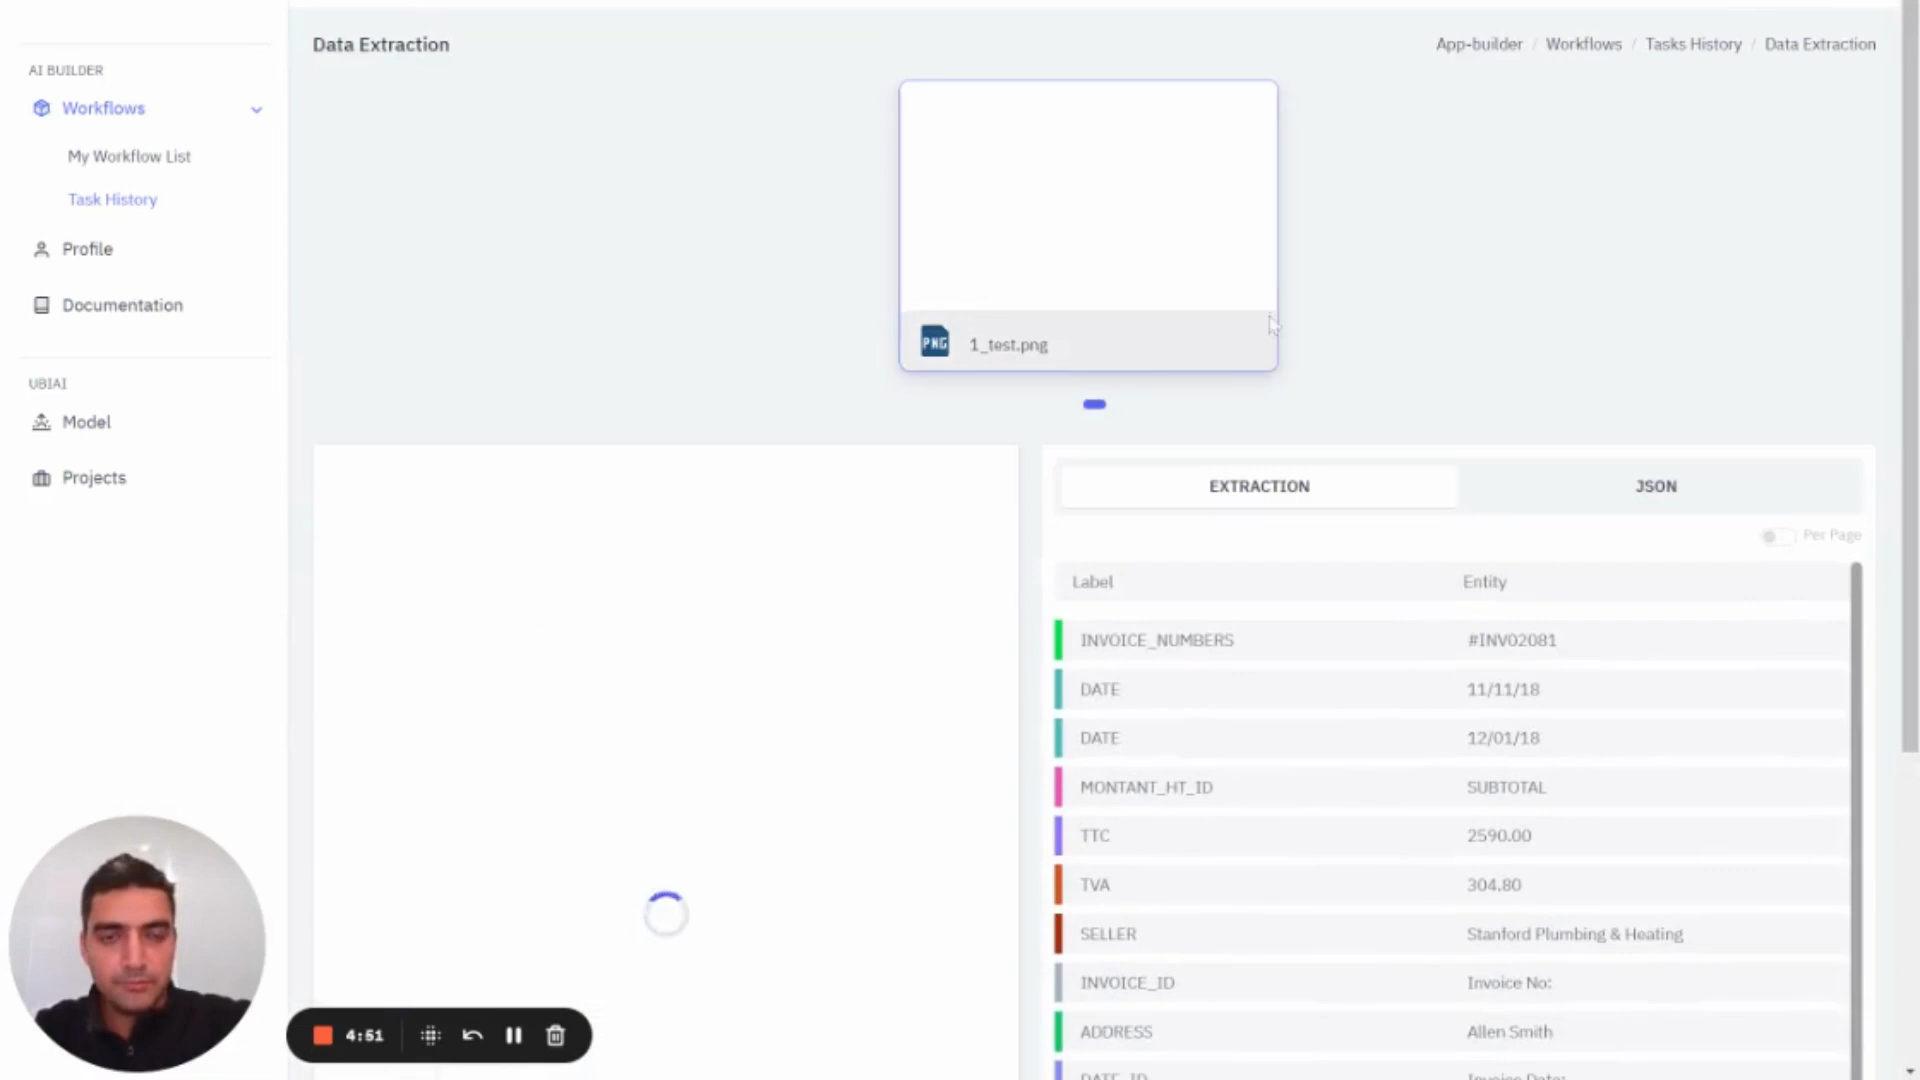 Data Extraction
App-builder / Workflows / Tasks History / Data Extraction
AI BUILDER
Workflows
My Workflow List
Task History
Profile
Documentation
UBIAI
Model
Projects
PNG 1_test.png
EXTRACTION JSON
Per Page
Label Entity
INVOICE_NUMBERS #INV02081
DATE 11/11/18
DATE 12/01/18
MONTANT_HT_ID SUBTOTAL
TTC 2590.00
TVA 304.80
SELLER Stanford Plumbing & Heating
INVOICE_ID Invoice No:
ADDRESS Allen Smith
DATE_ID Invoice Date:
4:51